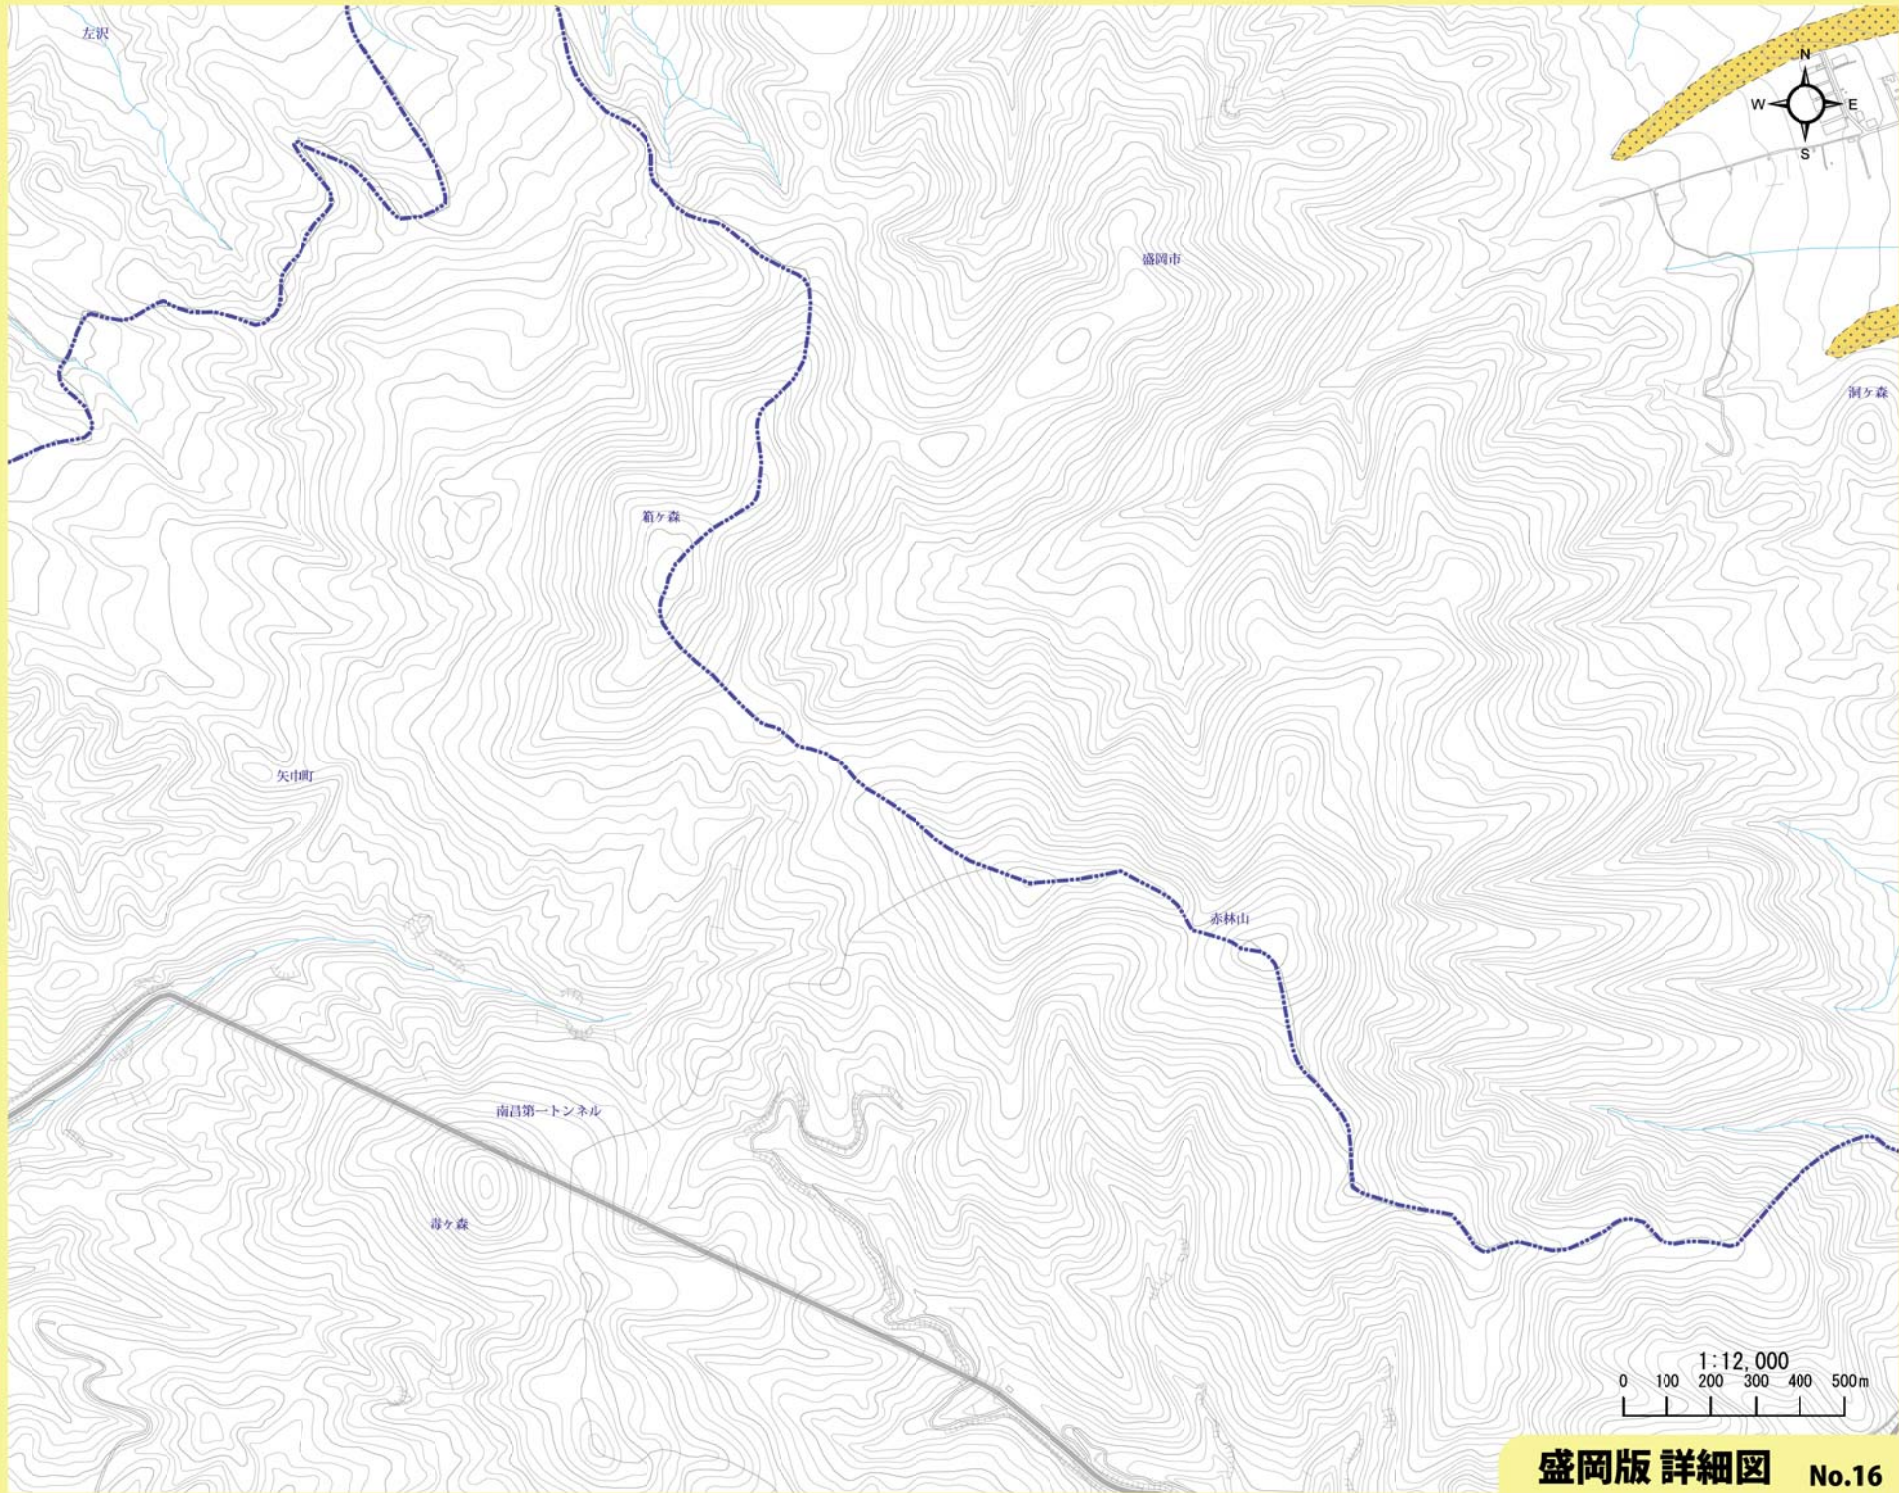 左沢
N
W
E
S
盛岡市
洞ヶ森
箱ヶ森
矢巾町
赤林山
南昌第一トンネル
毒ヶ森
1:12,000
0 100 200 300 400 500m
盛岡版 詳細図 No.16